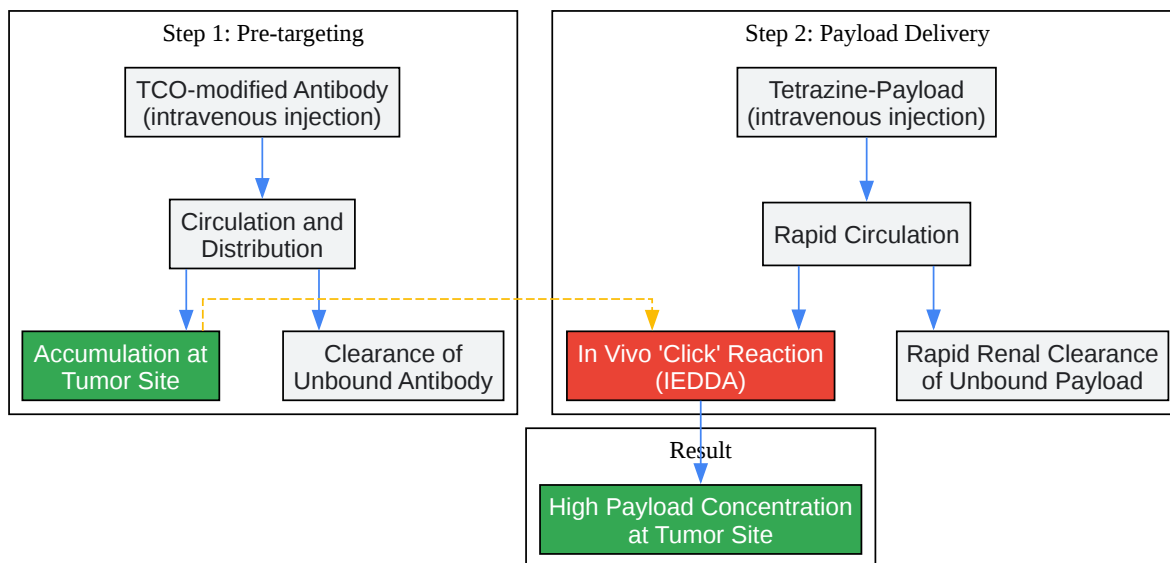 Step 1: Pre-targeting
TCO-modified Antibody
(intravenous injection)
Circulation and
Distribution
Accumulation at
Tumor Site
Clearance of
Unbound Antibody
Step 2: Payload Delivery
Tetrazine-Payload
(intravenous injection)
Rapid Circulation
In Vivo 'Click' Reaction
(IEDDA)
Rapid Renal Clearance
of Unbound Payload
Result
High Payload Concentration
at Tumor Site